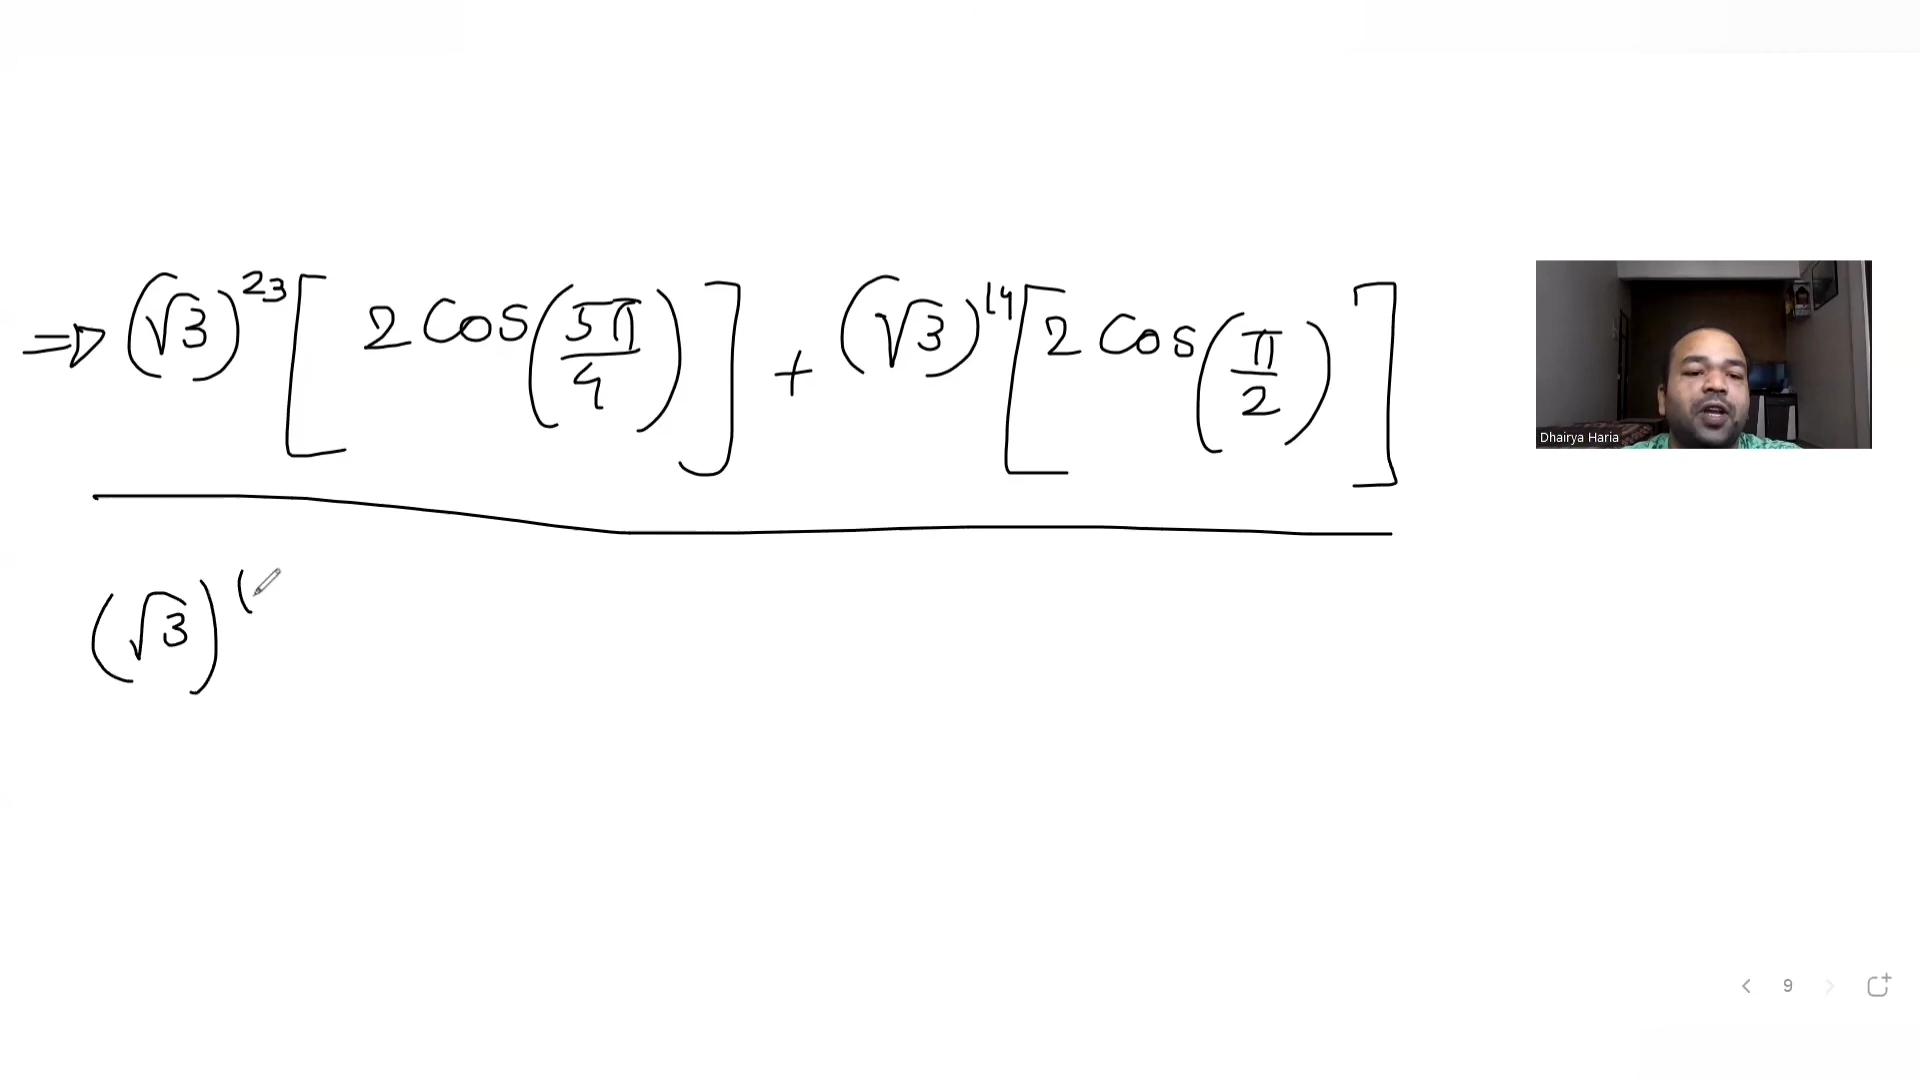 ⇒ (√3)^23 [ 2 Cos(5π/4) ] + (√3)^14 [ 2 Cos(π/2) ]
(√3)^(
Dhairya Haria
9